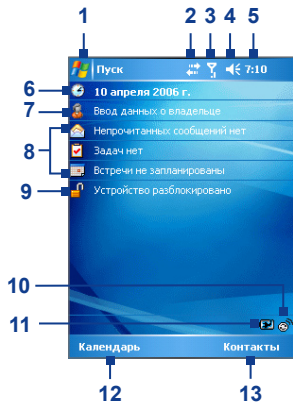 1 2 3 4 5
Пуск 7:10
6 10 апреля 2006 г.
7 Ввод данных о владельце
8 Непрочитанных сообщений нет
Задач нет
Встречи не запланированы
9 Устройство разблокировано
10
11
Календарь Контакты
12 13